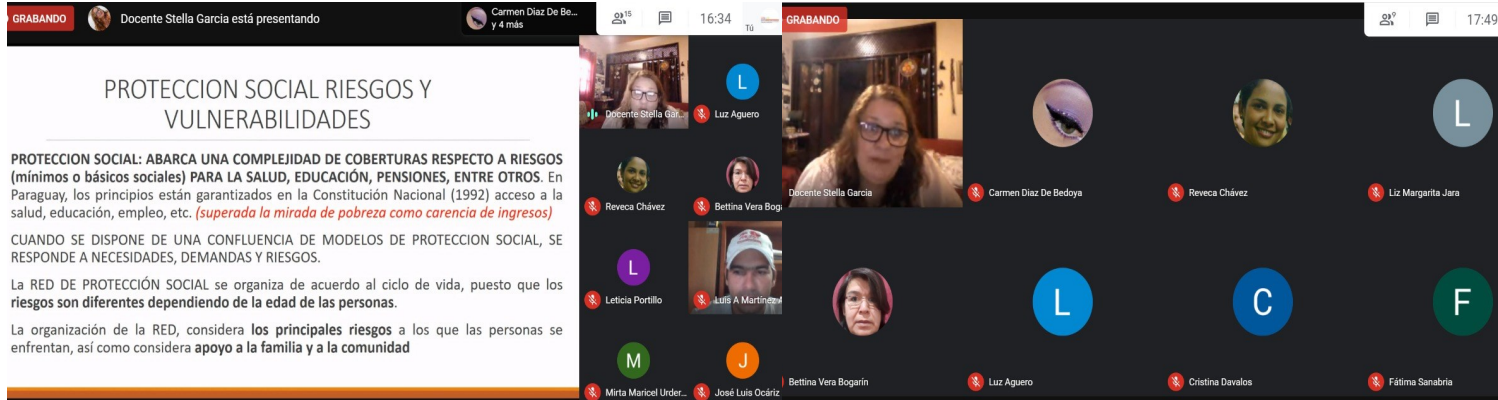 GRABANDO
Docente Stella Garcia está presentando
Carmen Diaz De Be...
y 4 más
15
16:34
Tú
PROTECCION SOCIAL RIESGOS Y
VULNERABILIDADES
PROTECCION SOCIAL: ABARCA UNA COMPLEJIDAD DE COBERTURAS RESPECTO A RIESGOS
(mínimos o básicos sociales) PARA LA SALUD, EDUCACIÓN, PENSIONES, ENTRE OTROS. En
Paraguay, los principios están garantizados en la Constitución Nacional (1992) acceso a la
salud, educación, empleo, etc. (superada la mirada de pobreza como carencia de ingresos)
CUANDO SE DISPONE DE UNA CONFLUENCIA DE MODELOS DE PROTECCION SOCIAL, SE
RESPONDE A NECESIDADES, DEMANDAS Y RIESGOS.
La RED DE PROTECCIÓN SOCIAL se organiza de acuerdo al ciclo de vida, puesto que los
riesgos son diferentes dependiendo de la edad de las personas.
La organización de la RED, considera los principales riesgos a los que las personas se
enfrentan, así como considera apoyo a la familia y a la comunidad
Docente Stella Gar...
L
Luz Aguero
Reveca Chávez
Bettina Vera Boga
L
Leticia Portillo
Luis A Martínez A
M
Mirta Maricel Urder...
J
José Luis Ocáriz
GRABANDO
9
17:49
Docente Stella Garcia
Carmen Diaz De Bedoya
Reveca Chávez
L
Liz Margarita Jara
Bettina Vera Bogarín
L
Luz Aguero
C
Cristina Davalos
F
Fátima Sanabria